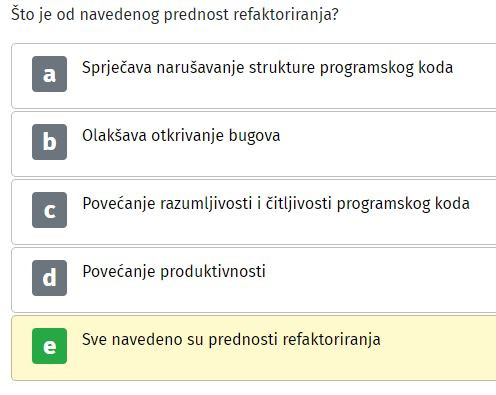 Što je od navedenog prednost refaktoriranja?
a Sprječava narušavanje strukture programskog koda
b Olakšava otkrivanje bugova
c Povećanje razumljivosti i čitljivosti programskog koda
d Povećanje produktivnosti
e Sve navedeno su prednosti refaktoriranja